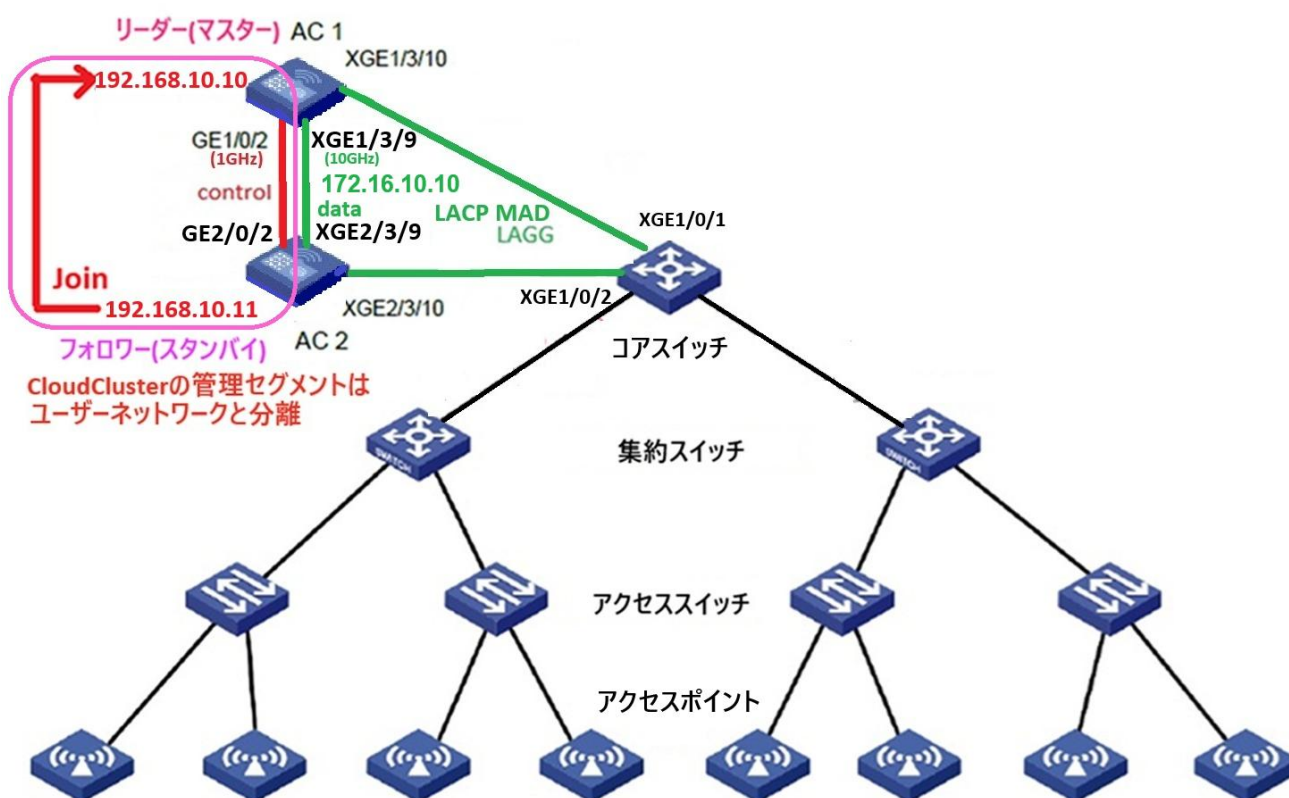 リーダー(マスター)
AC 1
XGE1/3/10
192.168.10.10
GE1/0/2
(1GHz)
XGE1/3/9
(10GHz)
control
172.16.10.10
data
LACP MAD
LAGG
XGE1/0/1
GE2/0/2
XGE2/3/9
Join
192.168.10.11
XGE2/3/10
XGE1/0/2
フォロワー(スタンバイ)
AC 2
コアスイッチ
CloudClusterの管理セグメントは
ユーザーネットワークと分離
集約スイッチ
SWITCH
SWITCH
アクセススイッチ
アクセスポイント